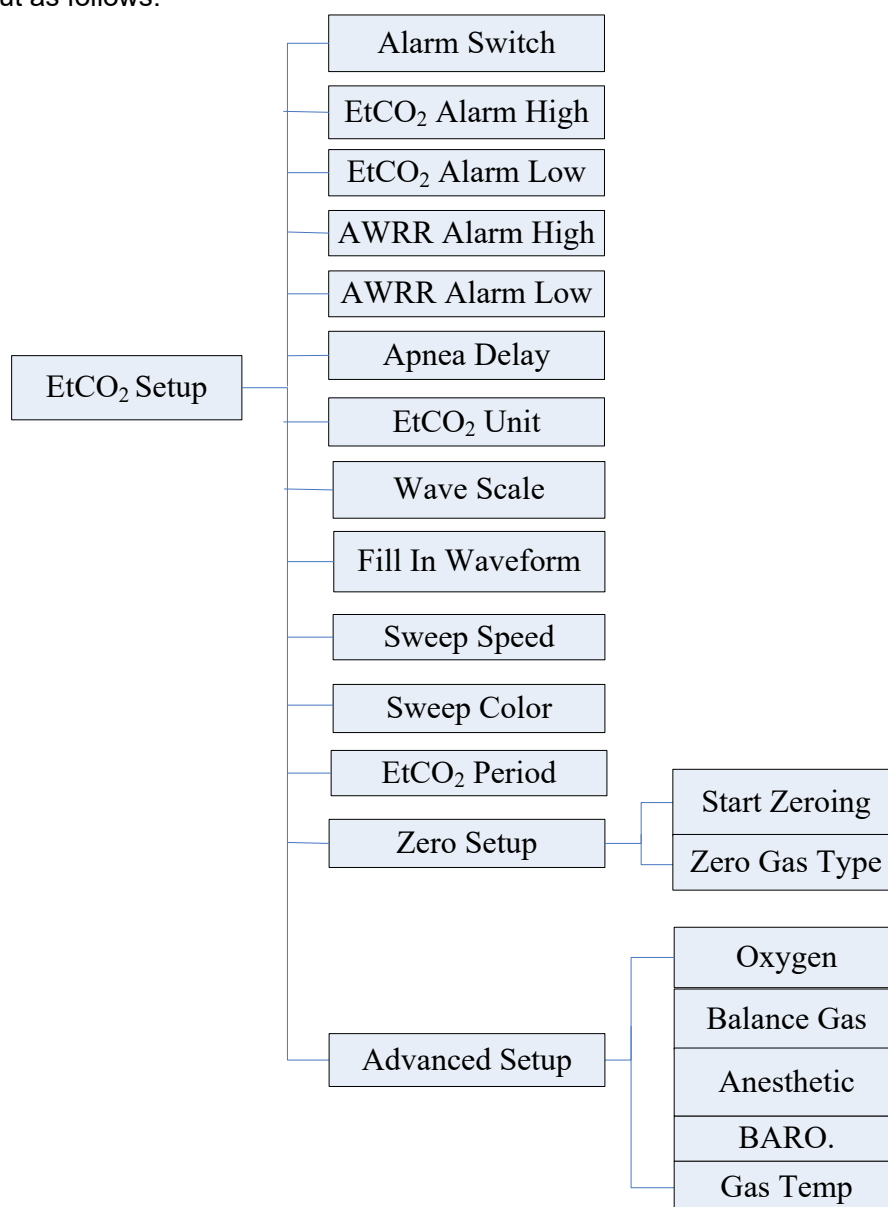 ut as follows:
Alarm Switch
EtCO₂ Alarm High
EtCO₂ Alarm Low
AWRR Alarm High
AWRR Alarm Low
Apnea Delay
EtCO₂ Setup
EtCO₂ Unit
Wave Scale
Fill In Waveform
Sweep Speed
Sweep Color
EtCO₂ Period
Zero Setup
Start Zeroing
Zero Gas Type
Advanced Setup
Oxygen
Balance Gas
Anesthetic
BARO.
Gas Temp